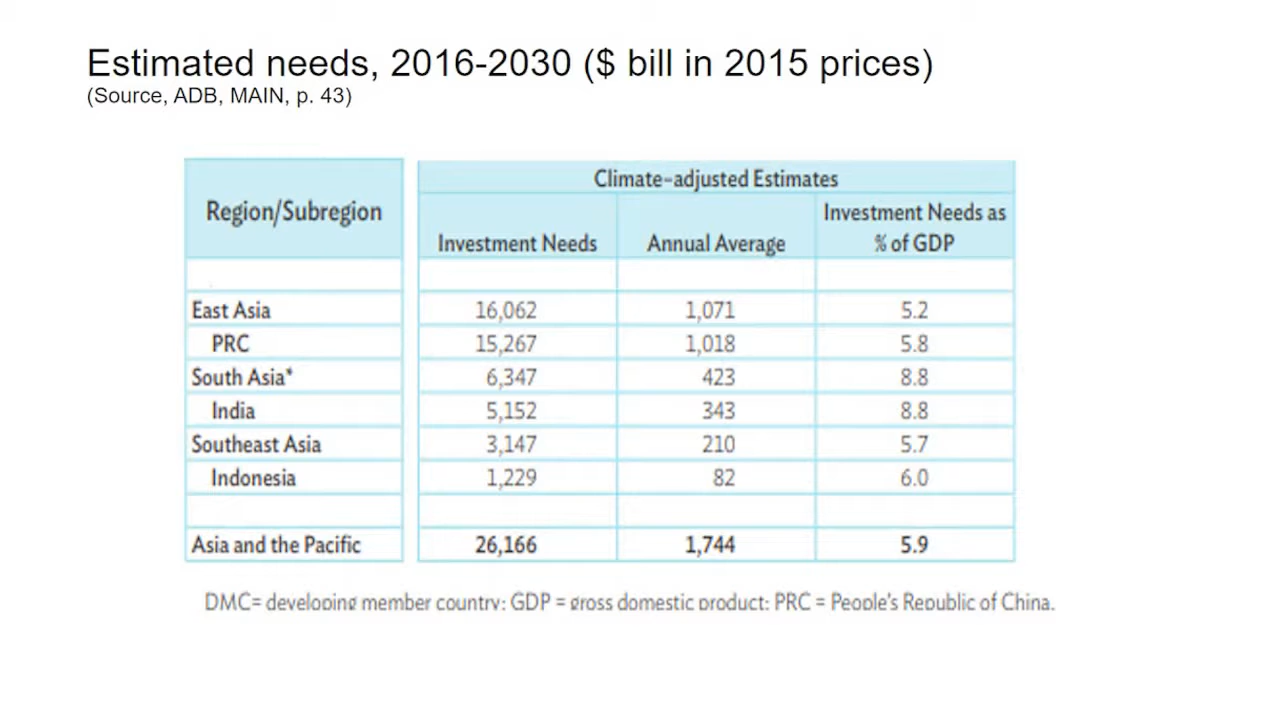 Estimated needs, 2016-2030 ($ bill in 2015 prices)
(Source, ADB, MAIN, p. 43)
Climate-adjusted Estimates
Region/Subregion Investment Needs Annual Average Investment Needs as % of GDP
East Asia 16,062 1,071 5.2
PRC 15,267 1,018 5.8
South Asia* 6,347 423 8.8
India 5,152 343 8.8
Southeast Asia 3,147 210 5.7
Indonesia 1,229 82 6.0
Asia and the Pacific 26,166 1,744 5.9
DMC= developing member country; GDP = gross domestic product; PRC = People's Republic of China.